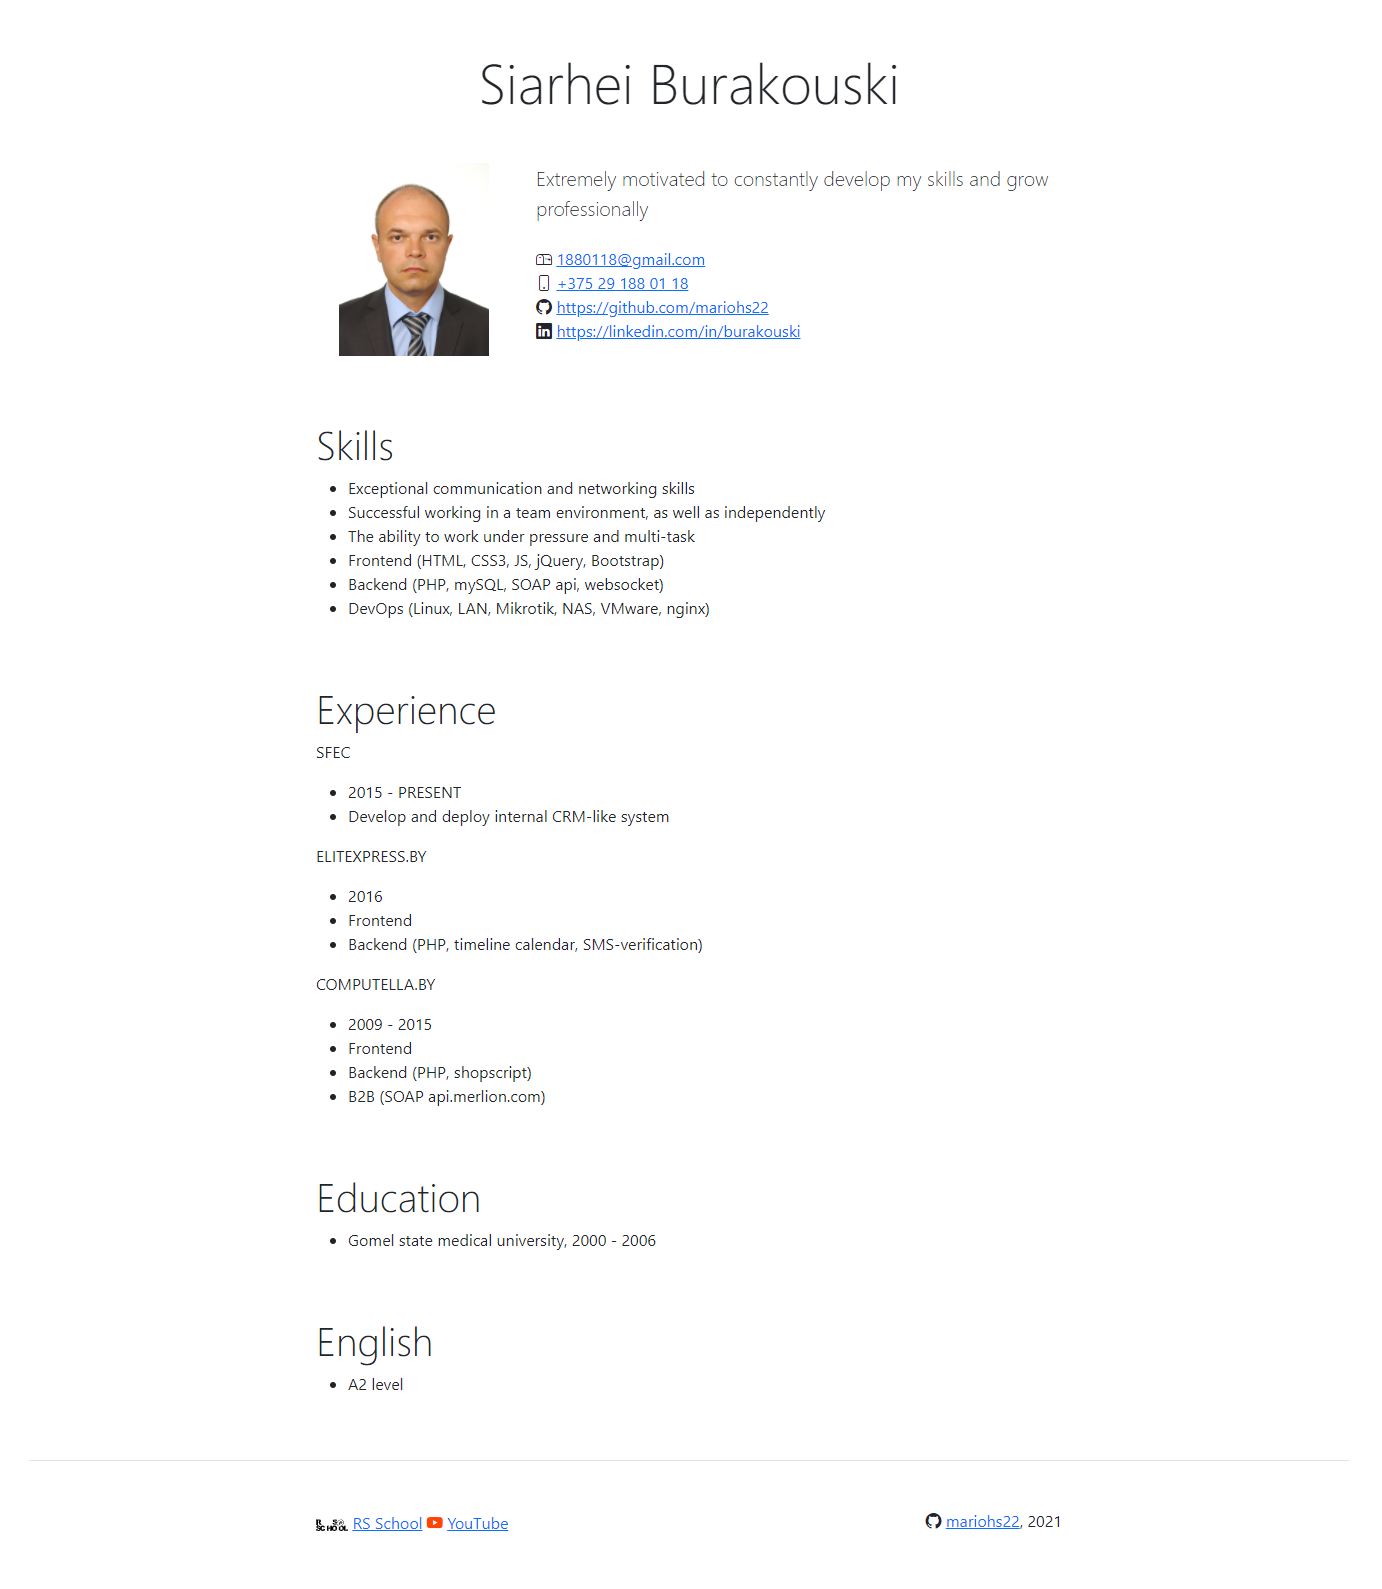 Siarhei Burakouski
Extremely motivated to constantly develop my skills and grow
professionally
1880118@gmail.com
+375 29 188 01 18
https://github.com/mariohs22
https://linkedin.com/in/burakouski
Skills
Exceptional communication and networking skills
Successful working in a team environment, as well as independently
The ability to work under pressure and multi-task
Frontend (HTML, CSS3, JS, jQuery, Bootstrap)
Backend (PHP, mySQL, SOAP api, websocket)
DevOps (Linux, LAN, Mikrotik, NAS, VMware, nginx)
Experience
SFEC
2015 - PRESENT
Develop and deploy internal CRM-like system
ELITEXPRESS.BY
2016
Frontend
Backend (PHP, timeline calendar, SMS-verification)
COMPUTELLA.BY
2009 - 2015
Frontend
Backend (PHP, shopscript)
B2B (SOAP api.merlion.com)
Education
Gomel state medical university, 2000 - 2006
English
A2 level
RS School YouTube
mariohs22, 2021